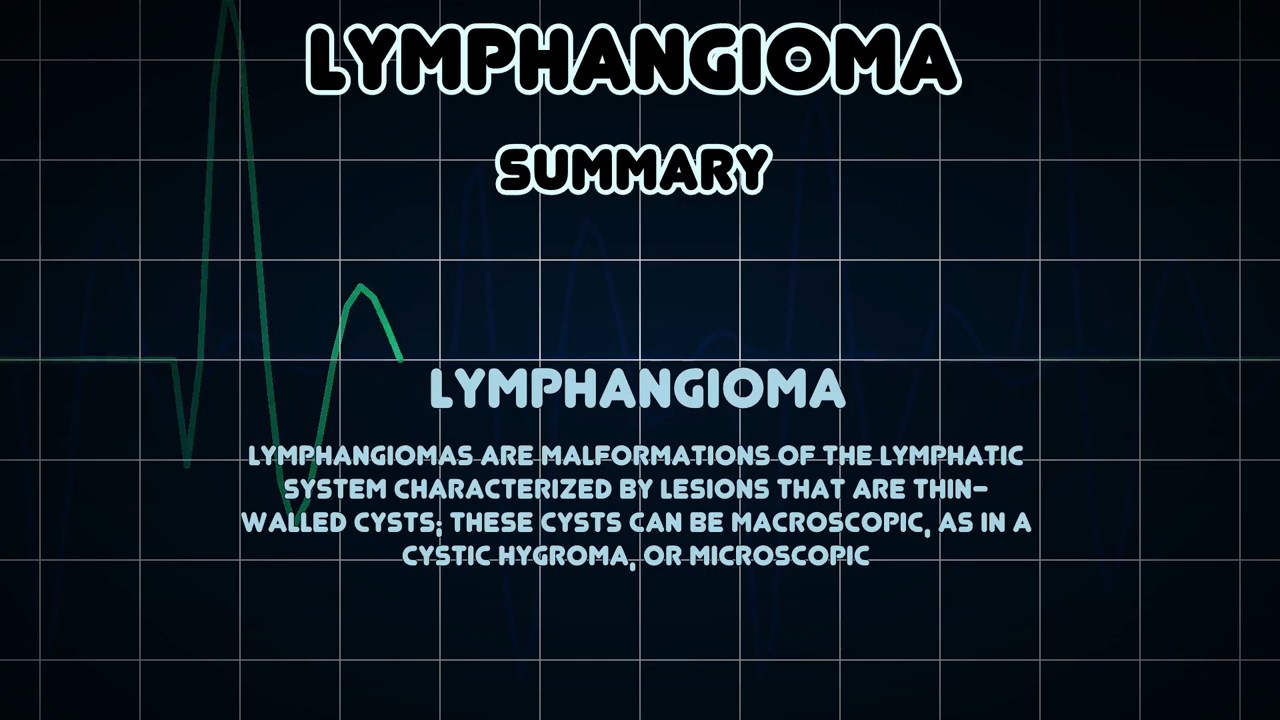 LYMPHANGIOMA
SUMMARY
LYMPHANGIOMA
LYMPHANGIOMAS ARE MALFORMATIONS OF THE LYMPHATIC
SYSTEM CHARACTERIZED BY LESIONS THAT ARE THIN-
WALLED CYSTS; THESE CYSTS CAN BE MACROSCOPIC, AS IN A
CYSTIC HYGROMA, OR MICROSCOPIC